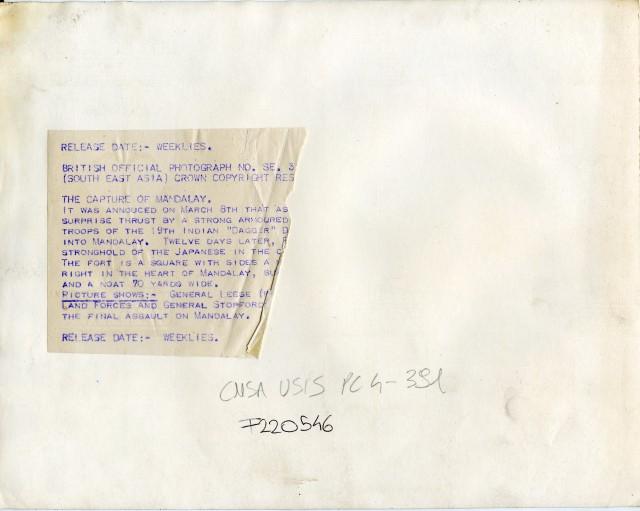 RELEASE DATE:- WEEKLIES.
BRITISH OFFICIAL PHOTOGRAPH NO. SE. 3
(SOUTH EAST ASIA) CROWN COPYRIGHT RES
THE CAPTURE OF MANDALAY.
IT WAS ANNOUCED ON MARCH 8TH THAT AS
SURPRISE THRUST BY A STRONG ARMOURED
TROOPS OF THE 19TH INDIAN "DAGGER" D
INTO MANDALAY. TWELVE DAYS LATER,
STRONGHOLD OF THE JAPANESE IN THE C
THE FORT IS A SQUARE WITH SIDES A
RIGHT IN THE HEART OF MANDALAY, SU
AND A MOAT 70 YARDS WIDE.
PICTURE SHOWS:- GENERAL LEESE
LAND FORCES AND GENERAL STOPFORD
THE FINAL ASSAULT ON MANDALAY.
RELEASE DATE:- WEEKLIES.
CNSA USIS PC 4-391
F220546